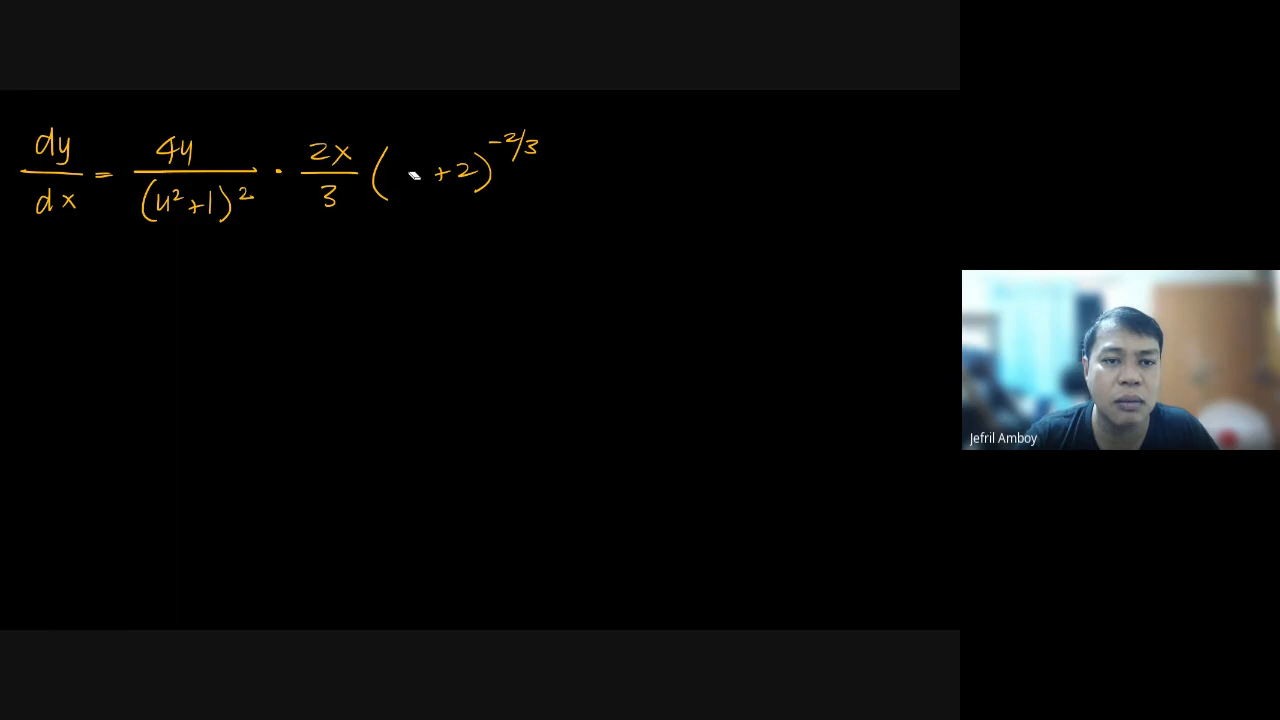 dy/dx = 4u/(u²+1)² · 2x/3 ( +2)^-2/3
Jefril Amboy